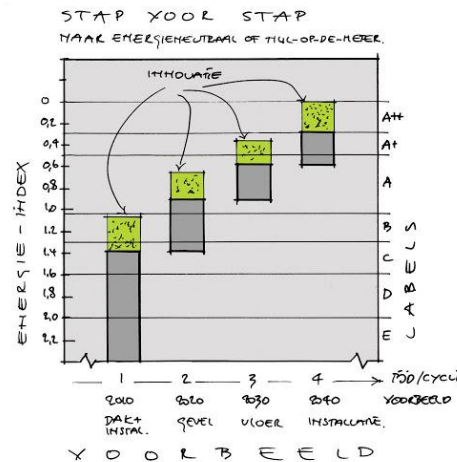 STAP VOOR STAP
NAAR ENERGIENEUTRAAL OF NUL-OP-DE-METER.
INNOVATIE
ENERGIE-INDEX
0
0,2
0,4
0,6
0,8
1,0
1,2
1,4
1,6
1,8
2,0
2,2
A++
A+
A
B
C
D
E
LABELS
1 2 3 4 TIJD/CYCLI
2010 2020 2030 2040 VOORBEELD
DAK+ GEVEL VLOER INSTALLATIE.
INSTAL.
VOORBEELD